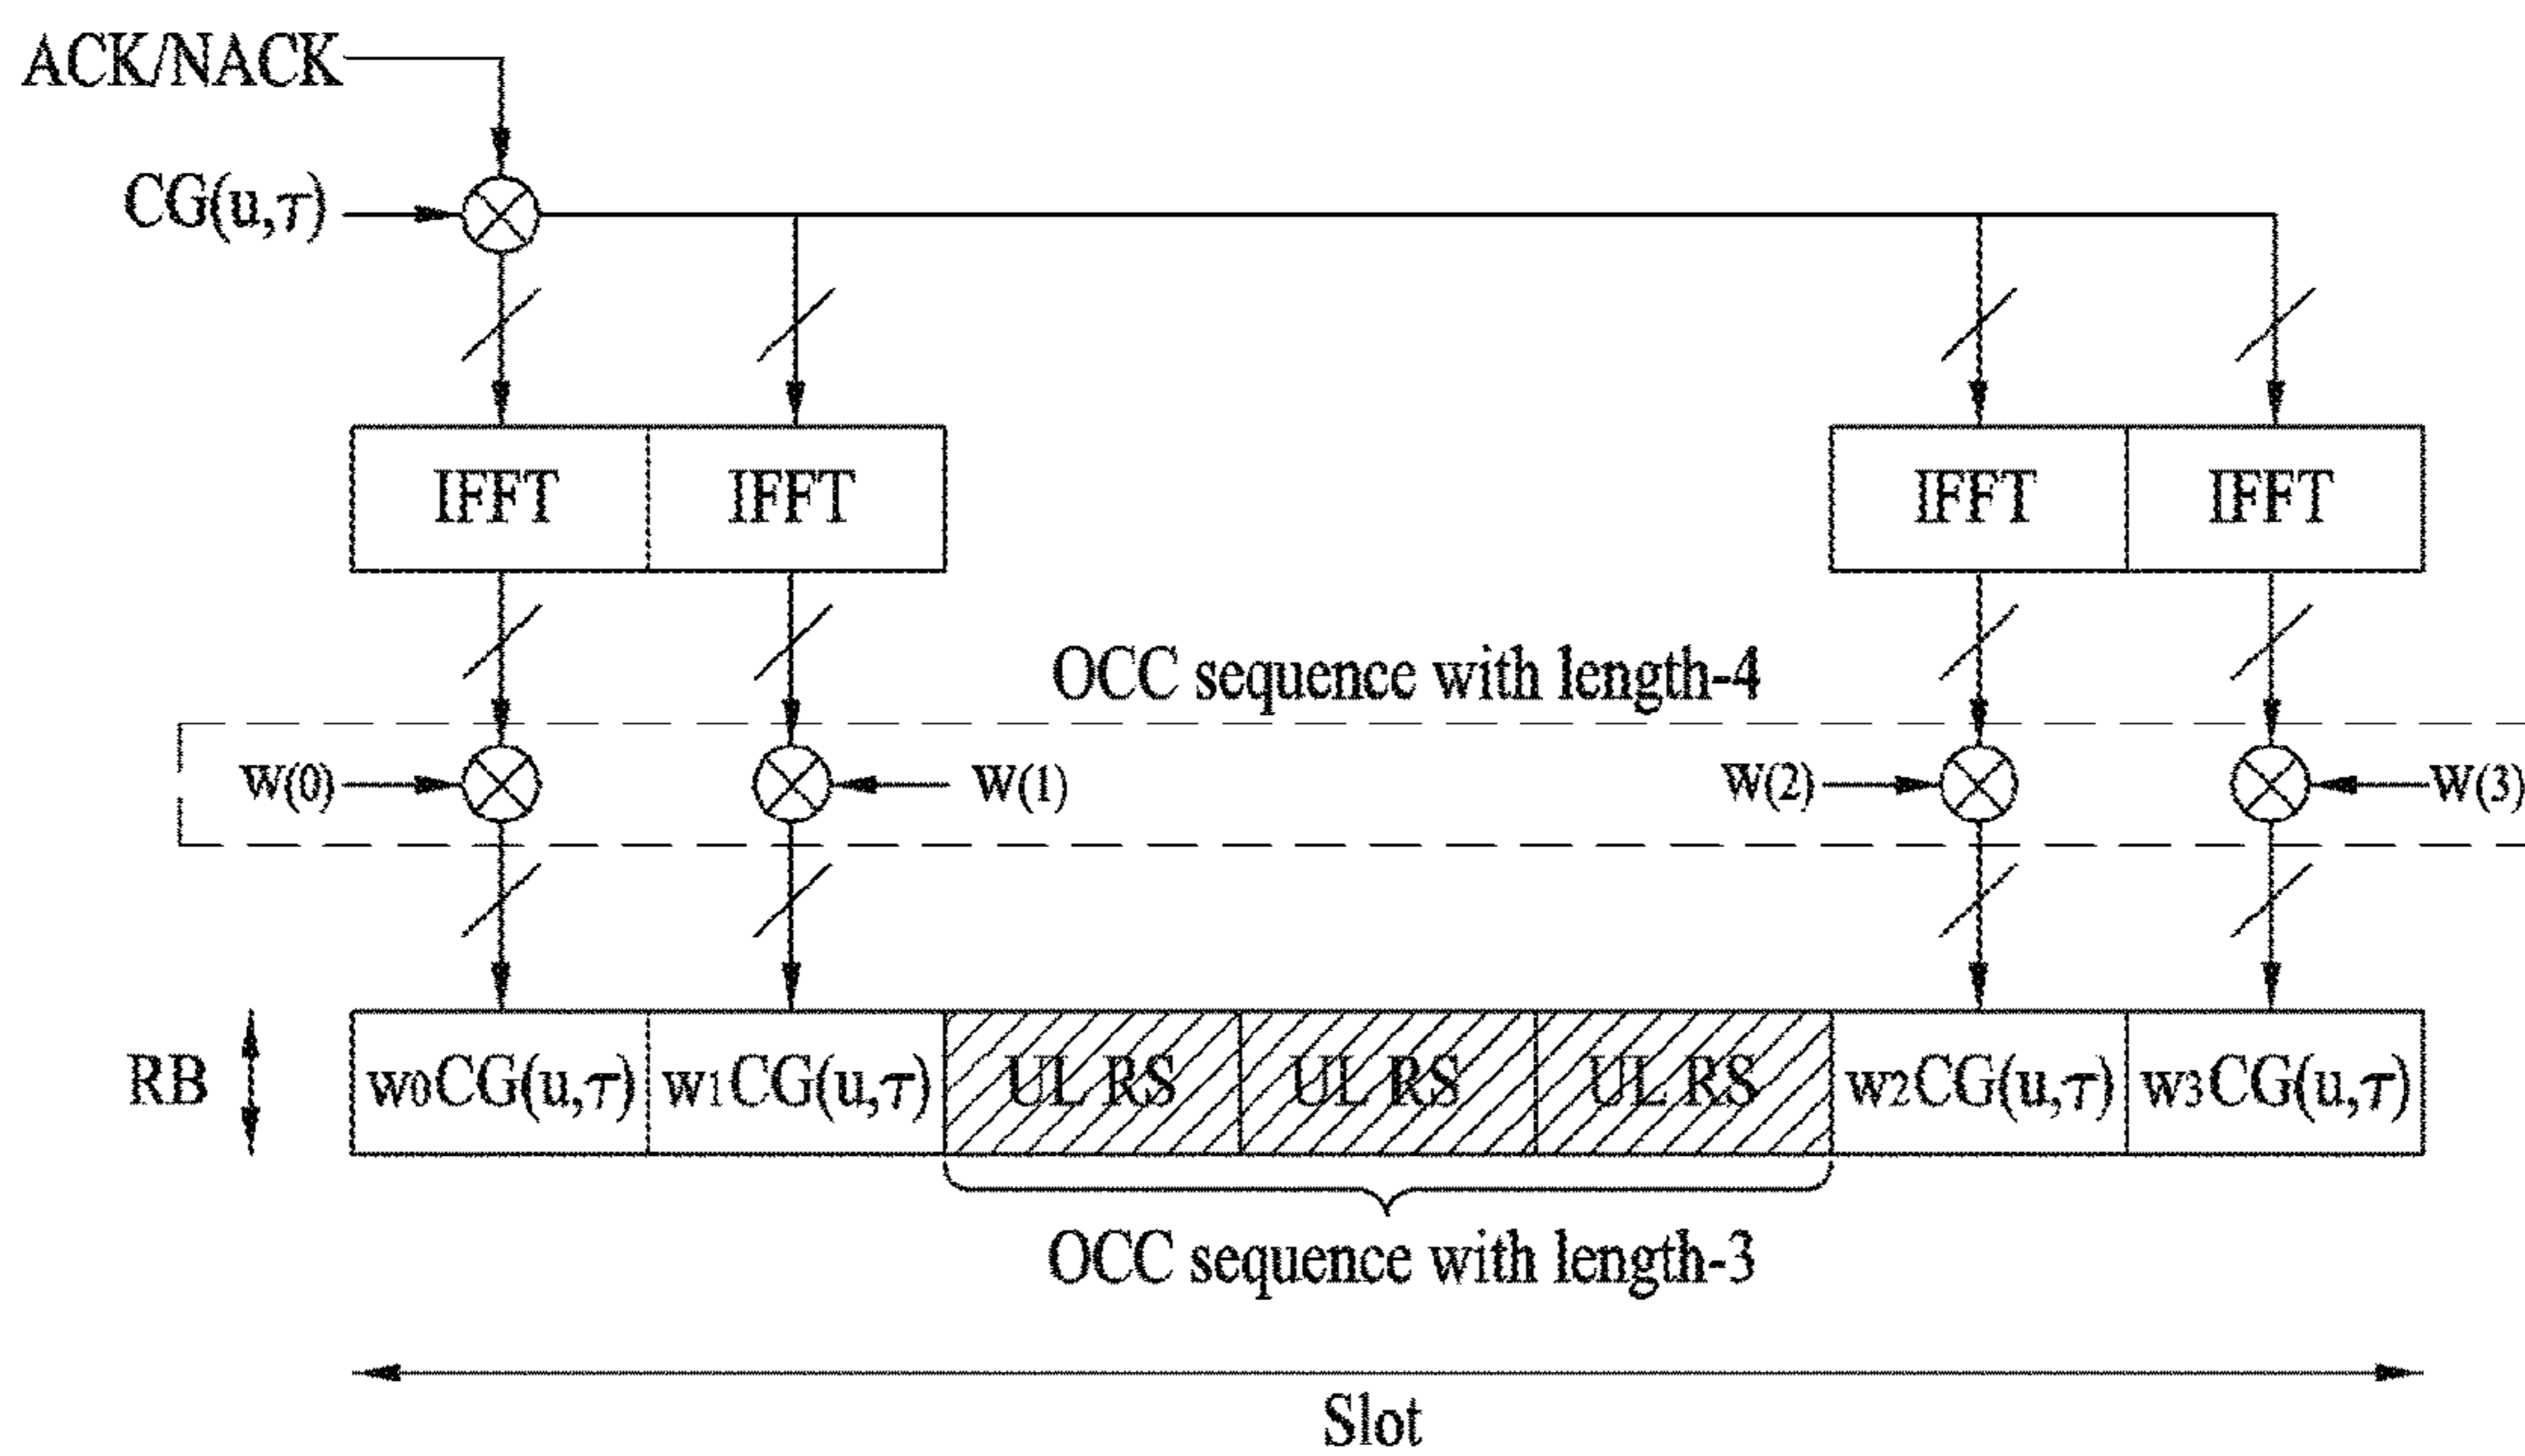 ACK/NACK
CG(u,τ)
IFFT IFFT IFFT IFFT
OCC sequence with length-4
W(0) W(1) W(2) W(3)
RB w0CG(u,τ) w1CG(u,τ) UL RS UL RS UL RS w2CG(u,τ) w3CG(u,τ)
OCC sequence with length-3
Slot